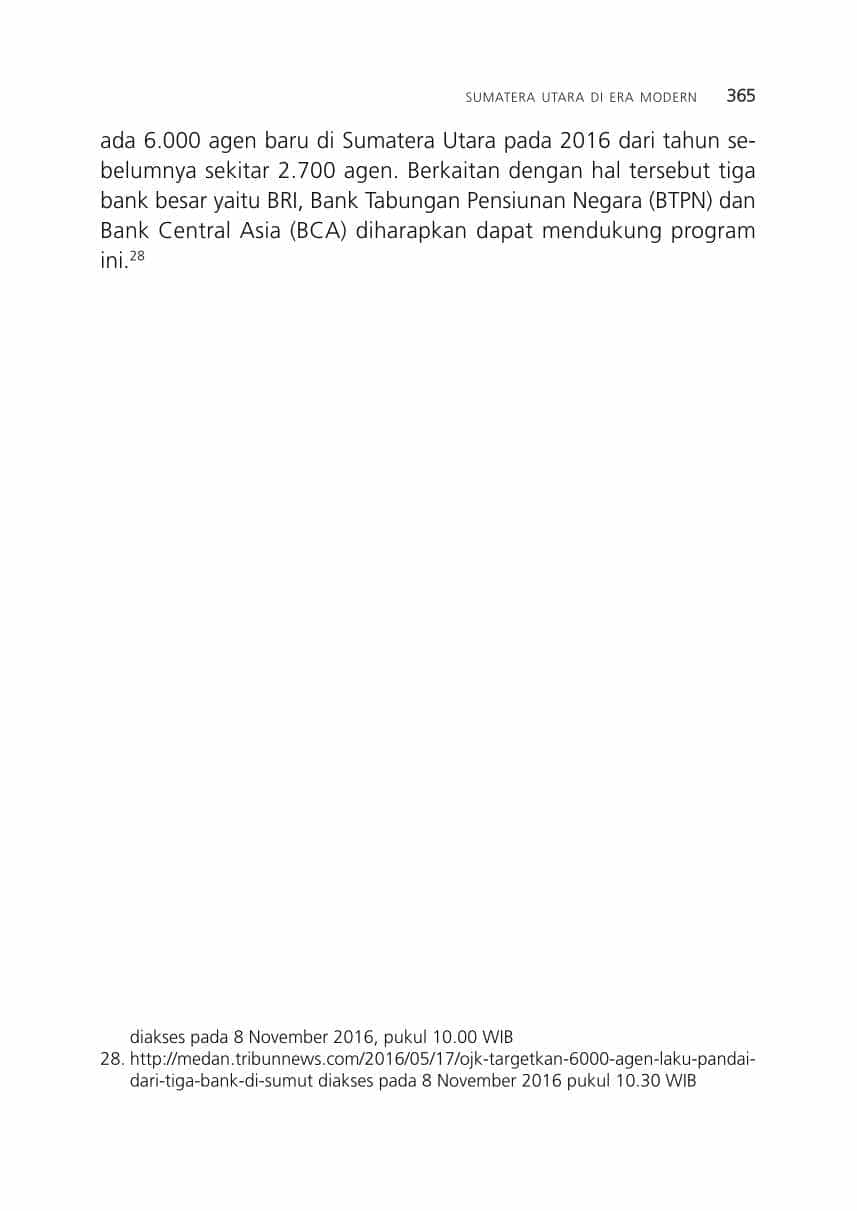 SUMATERA UTARA DI ERA MODERN 365
ada 6.000 agen baru di Sumatera Utara pada 2016 dari tahun se-
belumnya sekitar 2.700 agen. Berkaitan dengan hal tersebut tiga
bank besar yaitu BRI, Bank Tabungan Pensiunan Negara (BTPN) dan
Bank Central Asia (BCA) diharapkan dapat mendukung program
ini.28
diakses pada 8 November 2016, pukul 10.00 WIB
28. http://medan.tribunnews.com/2016/05/17/ojk-targetkan-6000-agen-laku-pandai-
dari-tiga-bank-di-sumut diakses pada 8 November 2016 pukul 10.30 WIB